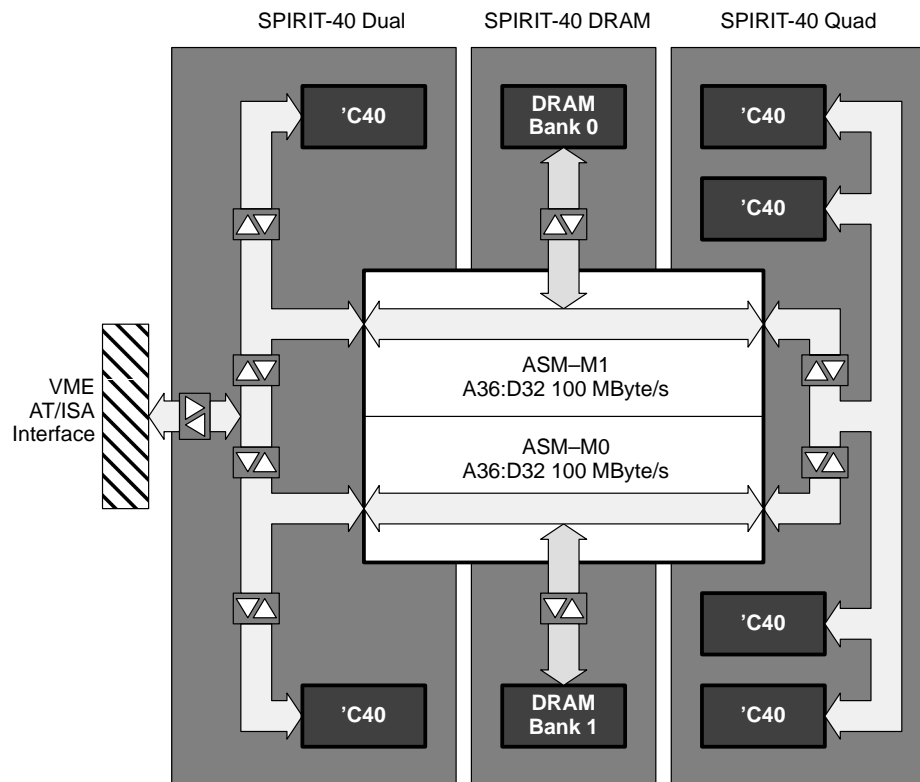 SPIRIT-40 Dual
SPIRIT-40 DRAM
SPIRIT-40 Quad
’C40
DRAM
Bank 0
’C40
’C40
VME
AT/ISA
Interface
ASM–M1
A36:D32 100 MByte/s
ASM–M0
A36:D32 100 MByte/s
’C40
’C40
DRAM
Bank 1
’C40